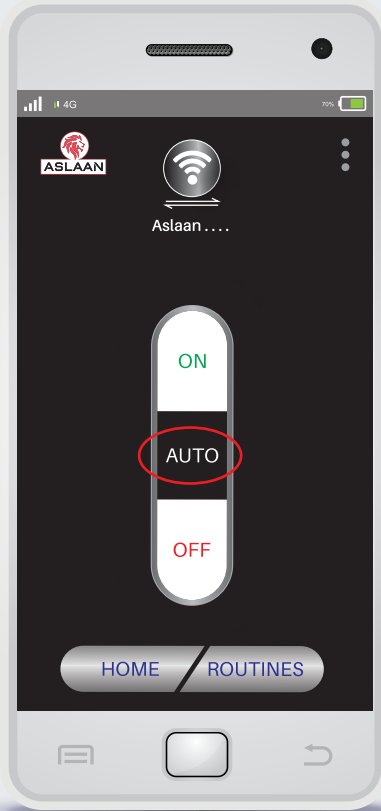 4G
70%
ASLAAN
Aslaan . . . .
ON
AUTO
OFF
HOME
ROUTINES